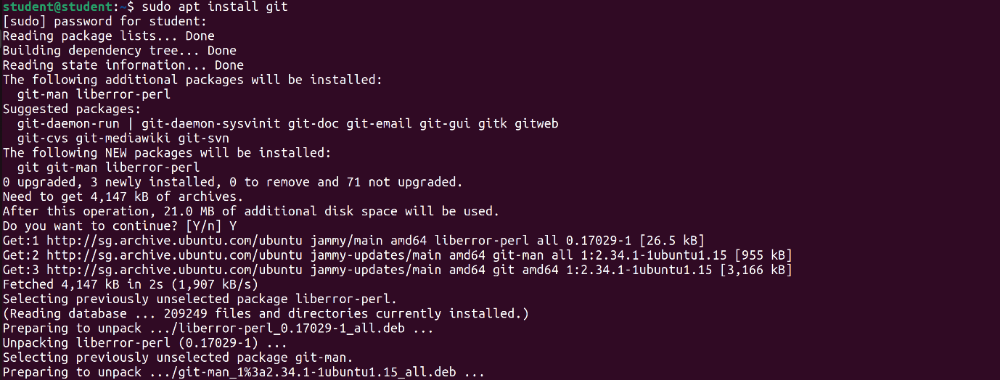 student@student:~$ sudo apt install git
[sudo] password for student:
Reading package lists... Done
Building dependency tree... Done
Reading state information... Done
The following additional packages will be installed:
  git-man liberror-perl
Suggested packages:
  git-daemon-run | git-daemon-sysvinit git-doc git-email git-gui gitk gitweb
  git-cvs git-mediawiki git-svn
The following NEW packages will be installed:
  git git-man liberror-perl
0 upgraded, 3 newly installed, 0 to remove and 71 not upgraded.
Need to get 4,147 kB of archives.
After this operation, 21.0 MB of additional disk space will be used.
Do you want to continue? [Y/n] Y
Get:1 http://sg.archive.ubuntu.com/ubuntu jammy/main amd64 liberror-perl all 0.17029-1 [26.5 kB]
Get:2 http://sg.archive.ubuntu.com/ubuntu jammy-updates/main amd64 git-man all 1:2.34.1-1ubuntu1.15 [955 kB]
Get:3 http://sg.archive.ubuntu.com/ubuntu jammy-updates/main amd64 git amd64 1:2.34.1-1ubuntu1.15 [3,166 kB]
Fetched 4,147 kB in 2s (1,907 kB/s)
Selecting previously unselected package liberror-perl.
(Reading database ... 209249 files and directories currently installed.)
Preparing to unpack .../liberror-perl_0.17029-1_all.deb ...
Unpacking liberror-perl (0.17029-1) ...
Selecting previously unselected package git-man.
Preparing to unpack .../git-man_1%3a2.34.1-1ubuntu1.15_all.deb ...